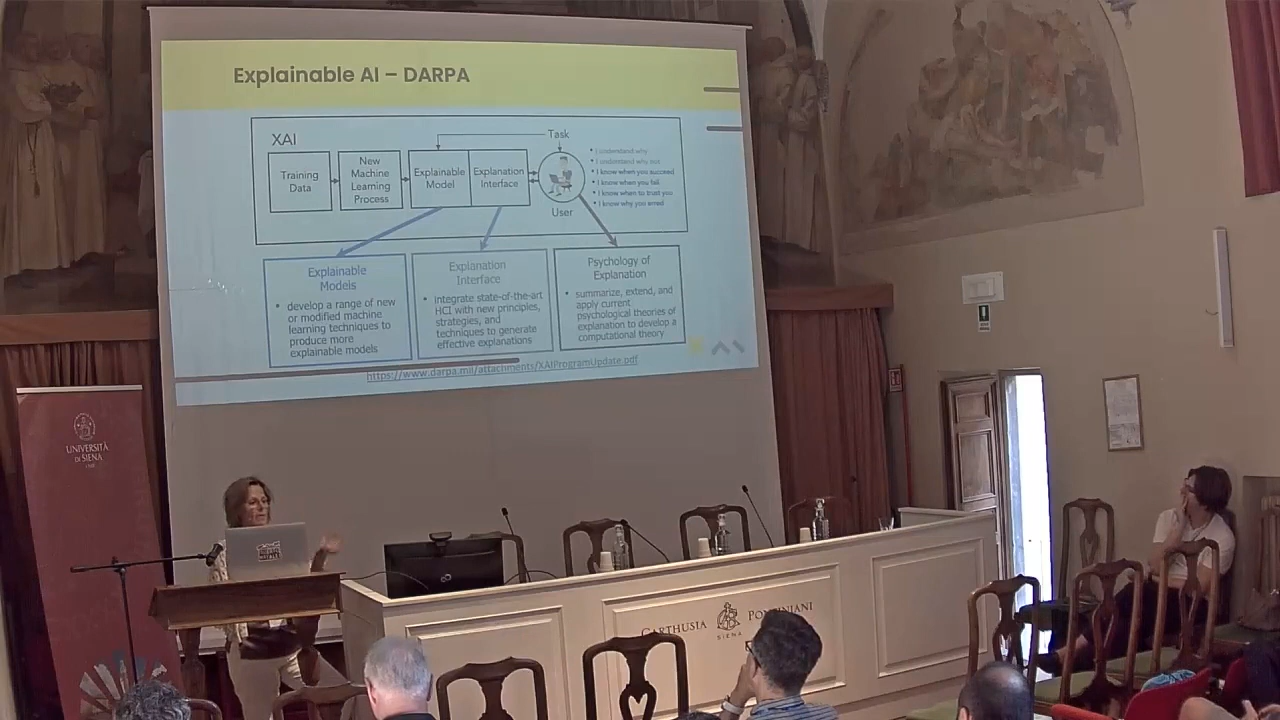 Explainable AI – DARPA
XAI
Task
Training
Data
New
Machine
Learning
Process
Explainable
Model
Explanation
Interface
User
• I understand why
• I understand why not
• I know when you succeed
• I know when you fail
• I know when to trust you
• I know why you erred
Explainable
Models
• develop a range of new
or modified machine
learning techniques to
produce more
explainable models
Explanation
Interface
• integrate state-of-the-art
HCI with new principles,
strategies, and
techniques to generate
effective explanations
Psychology of
Explanation
• summarize, extend, and
apply current
psychological theories of
explanation to develop a
computational theory
https://www.darpa.mil/attachments/XAIProgramUpdate.pdf
UNIVERSITÀ
DI SIENA
CARTHUSIA
SIENA
PONTINIANI